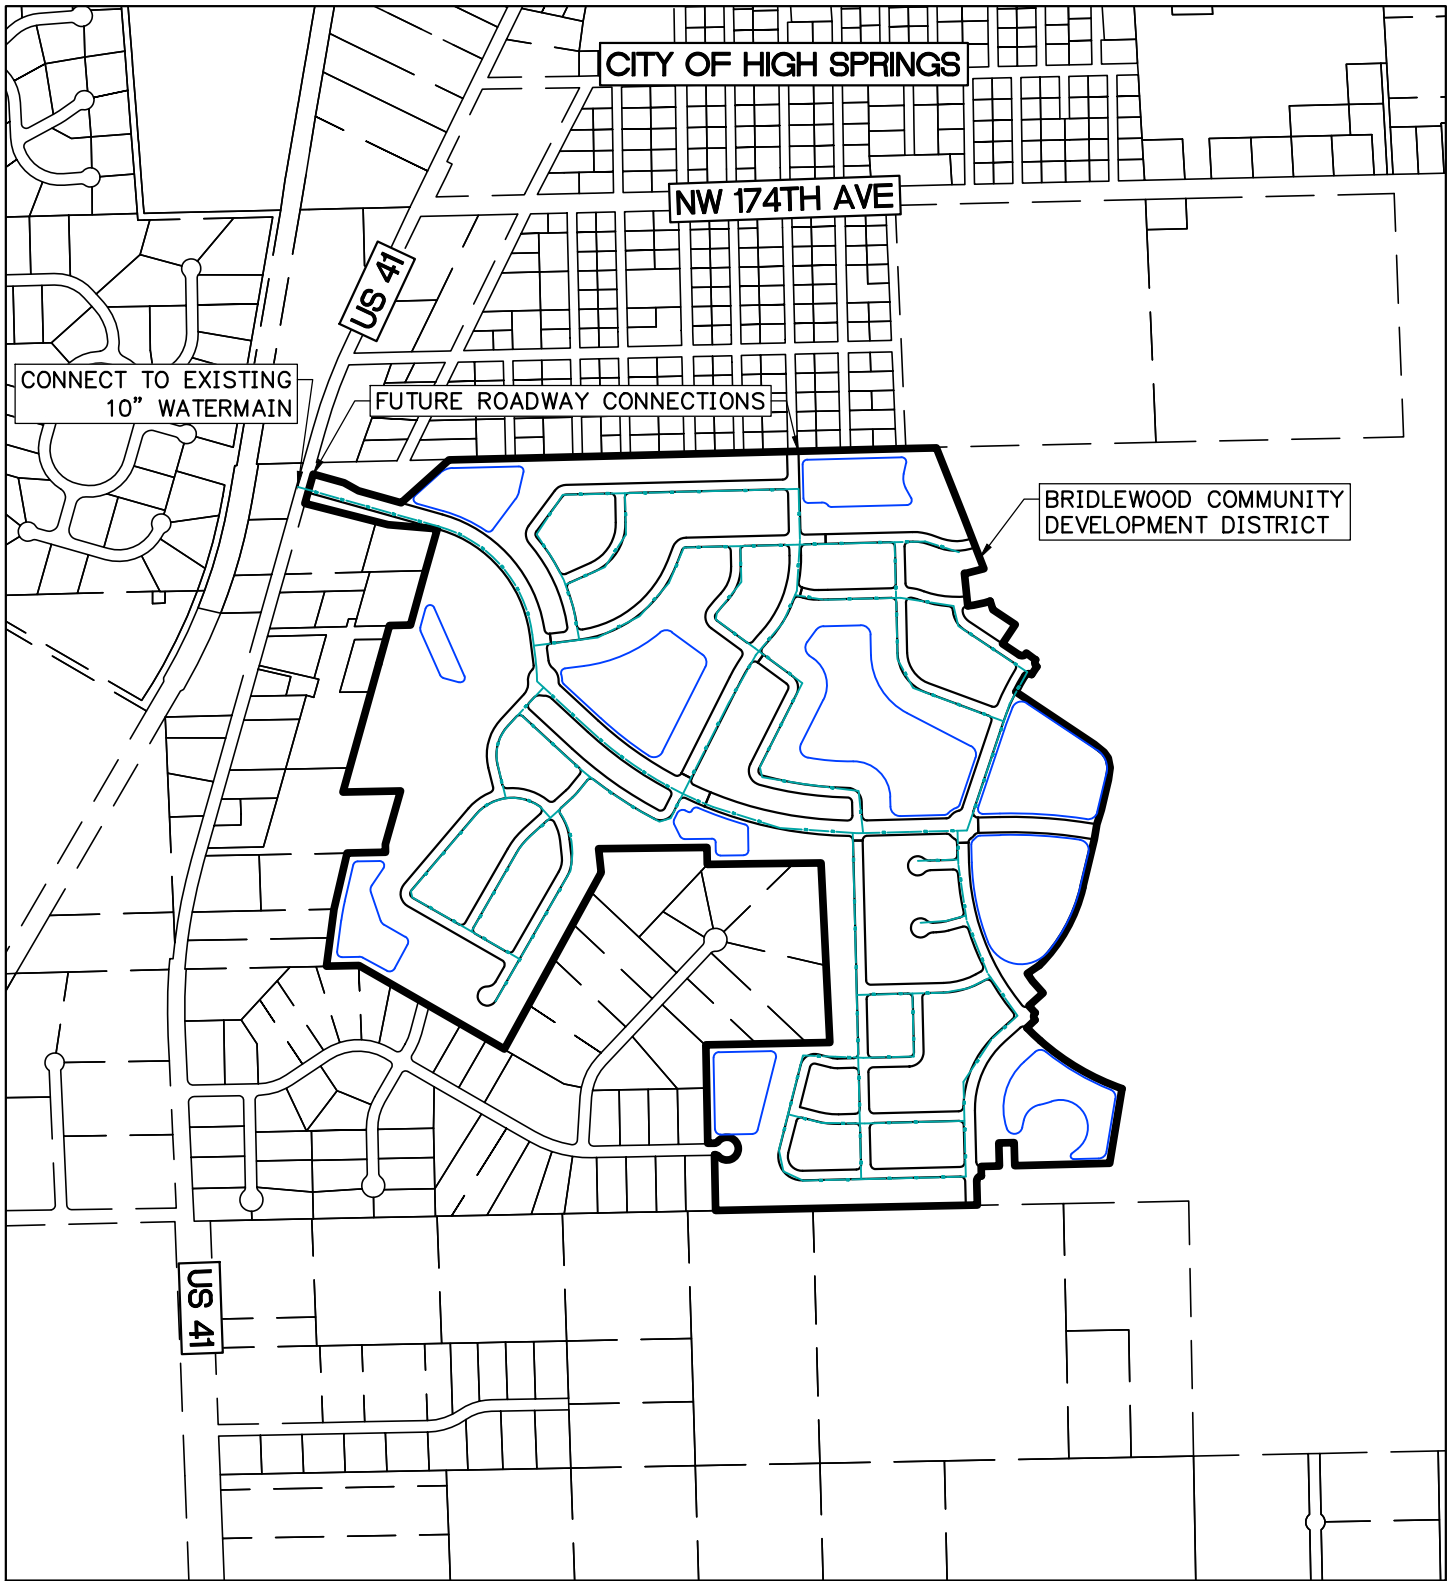 CITY OF HIGH SPRINGS
NW 174TH AVE
US 41
CONNECT TO EXISTING
10" WATERMAIN
FUTURE ROADWAY CONNECTIONS
BRIDLEWOOD COMMUNITY
DEVELOPMENT DISTRICT
US 41